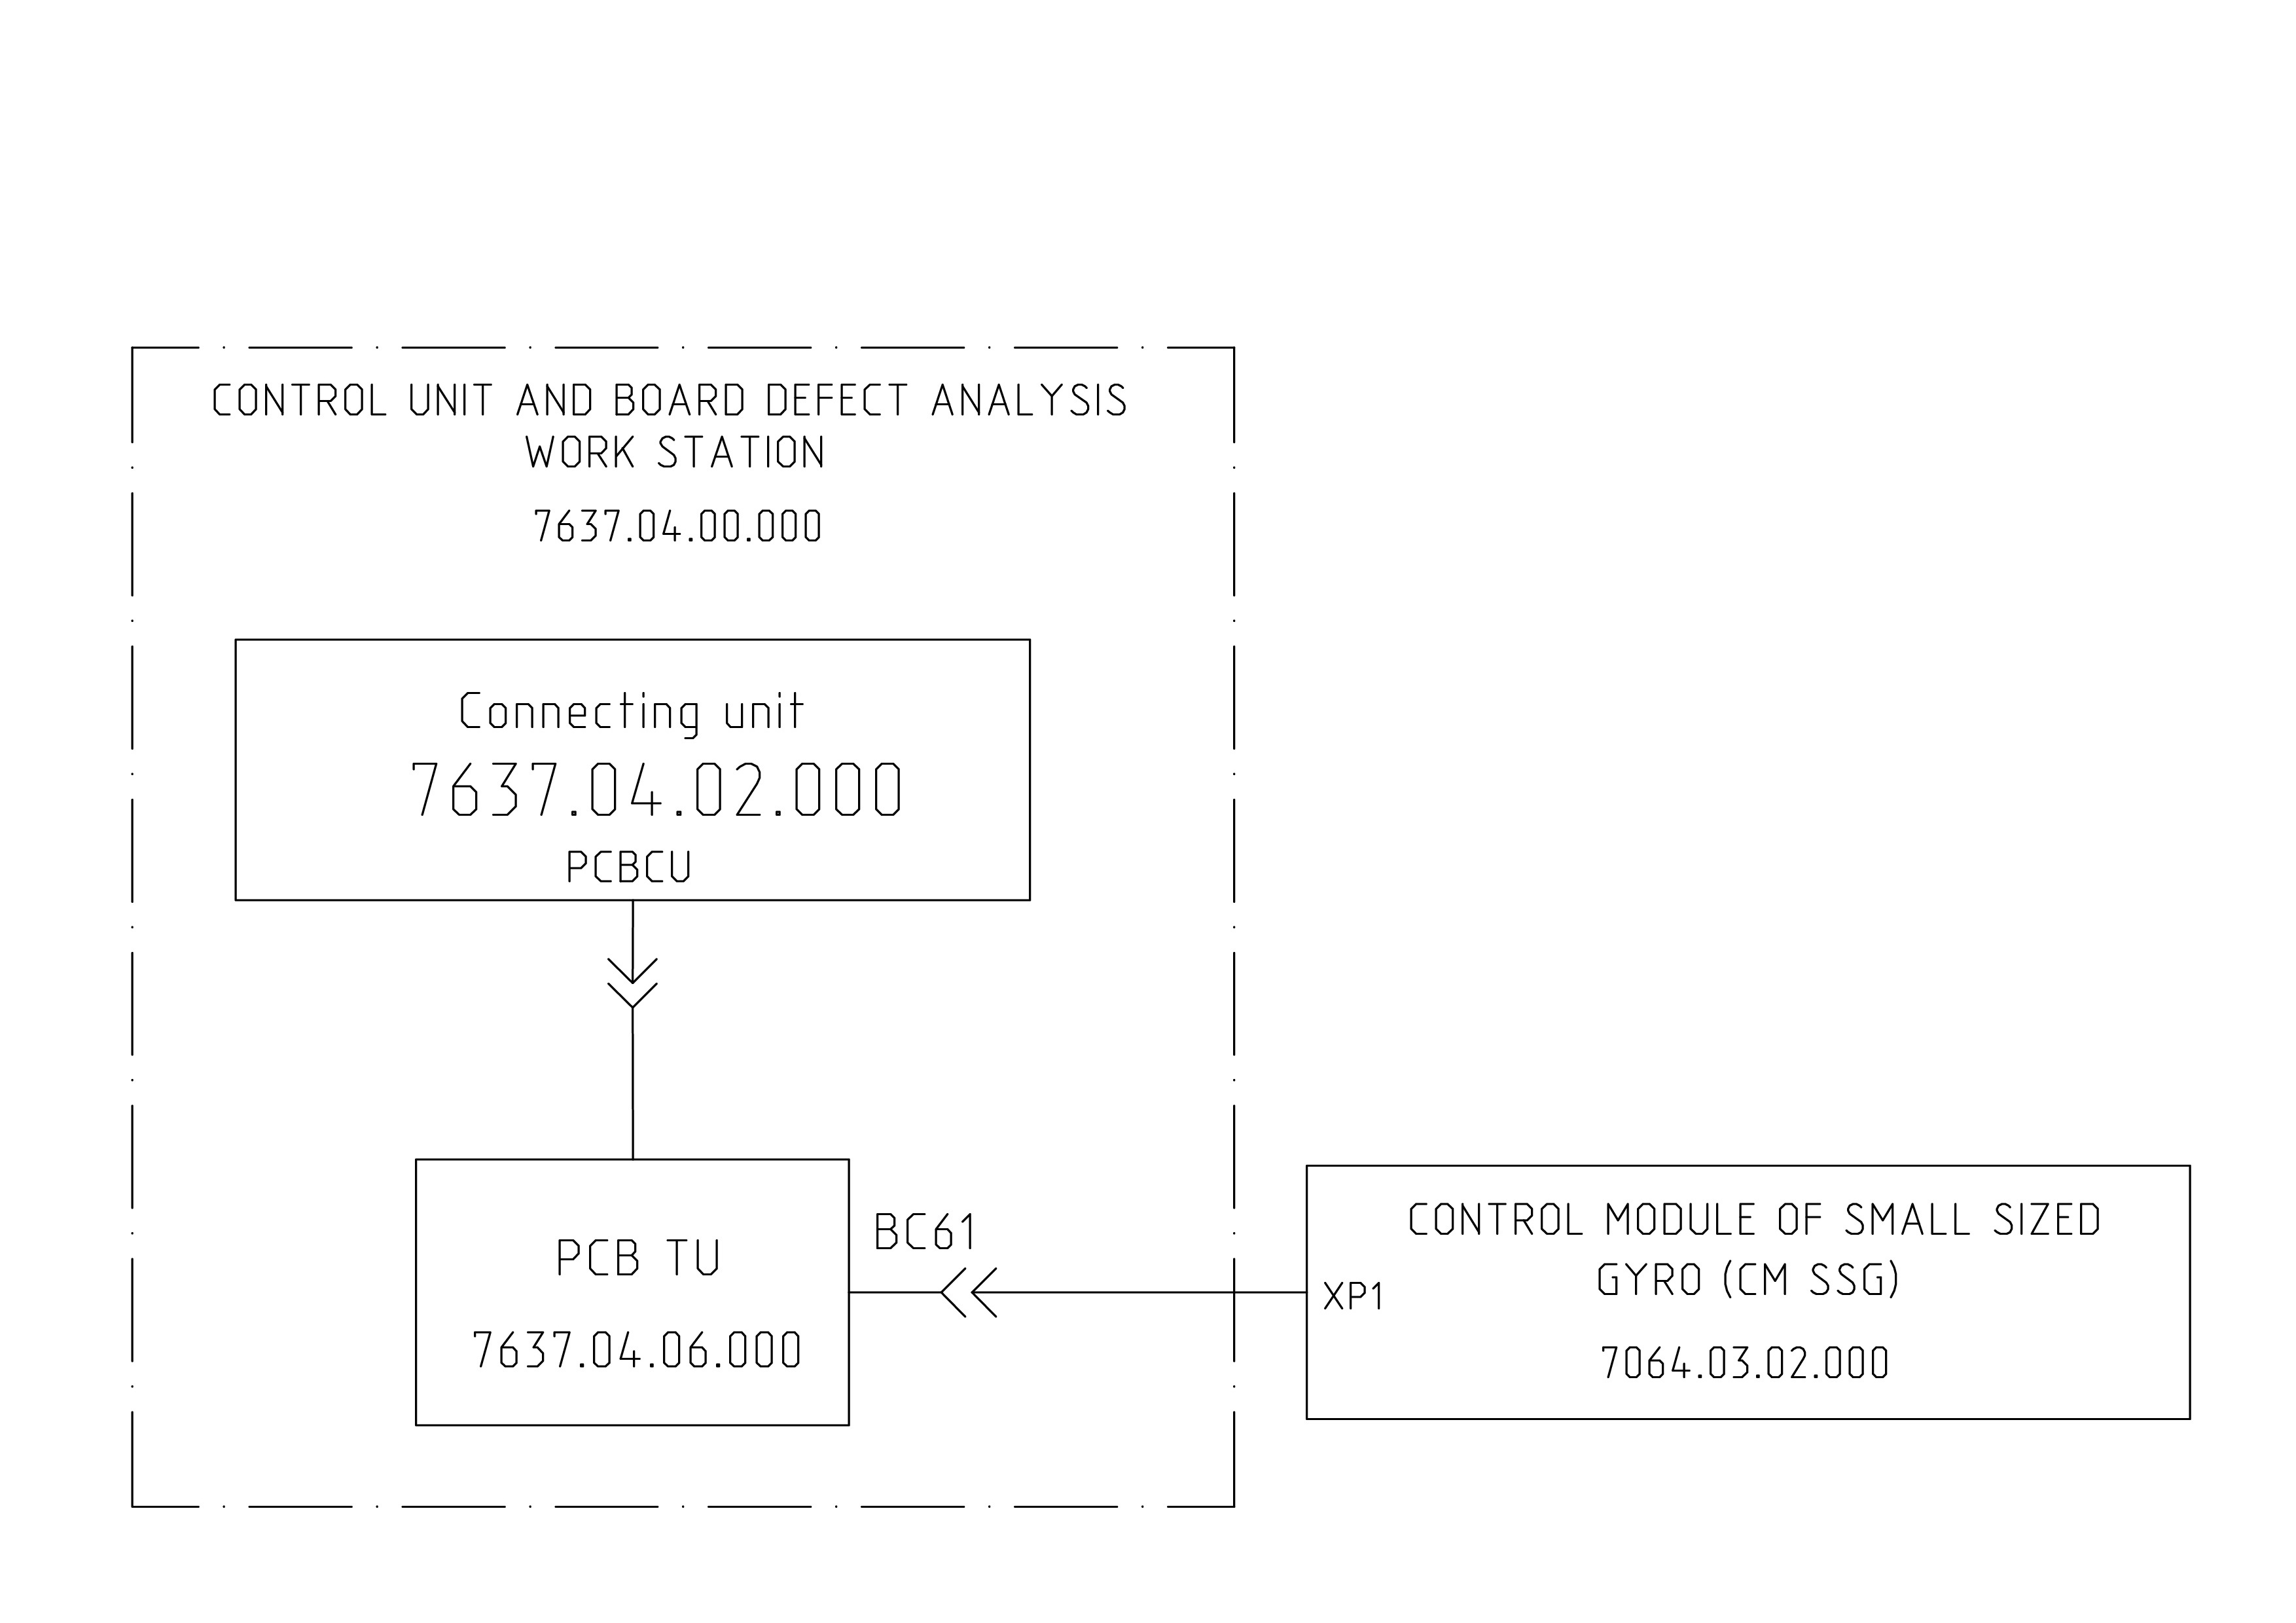 CONTROL UNIT AND BOARD DEFECT ANALYSIS
WORK STATION
7637.04.00.000
Connecting unit
7637.04.02.000
PCBCU
PCB TU
7637.04.06.000
BC61
XP1
CONTROL MODULE OF SMALL SIZED
GYRO (CM SSG)
7064.03.02.000